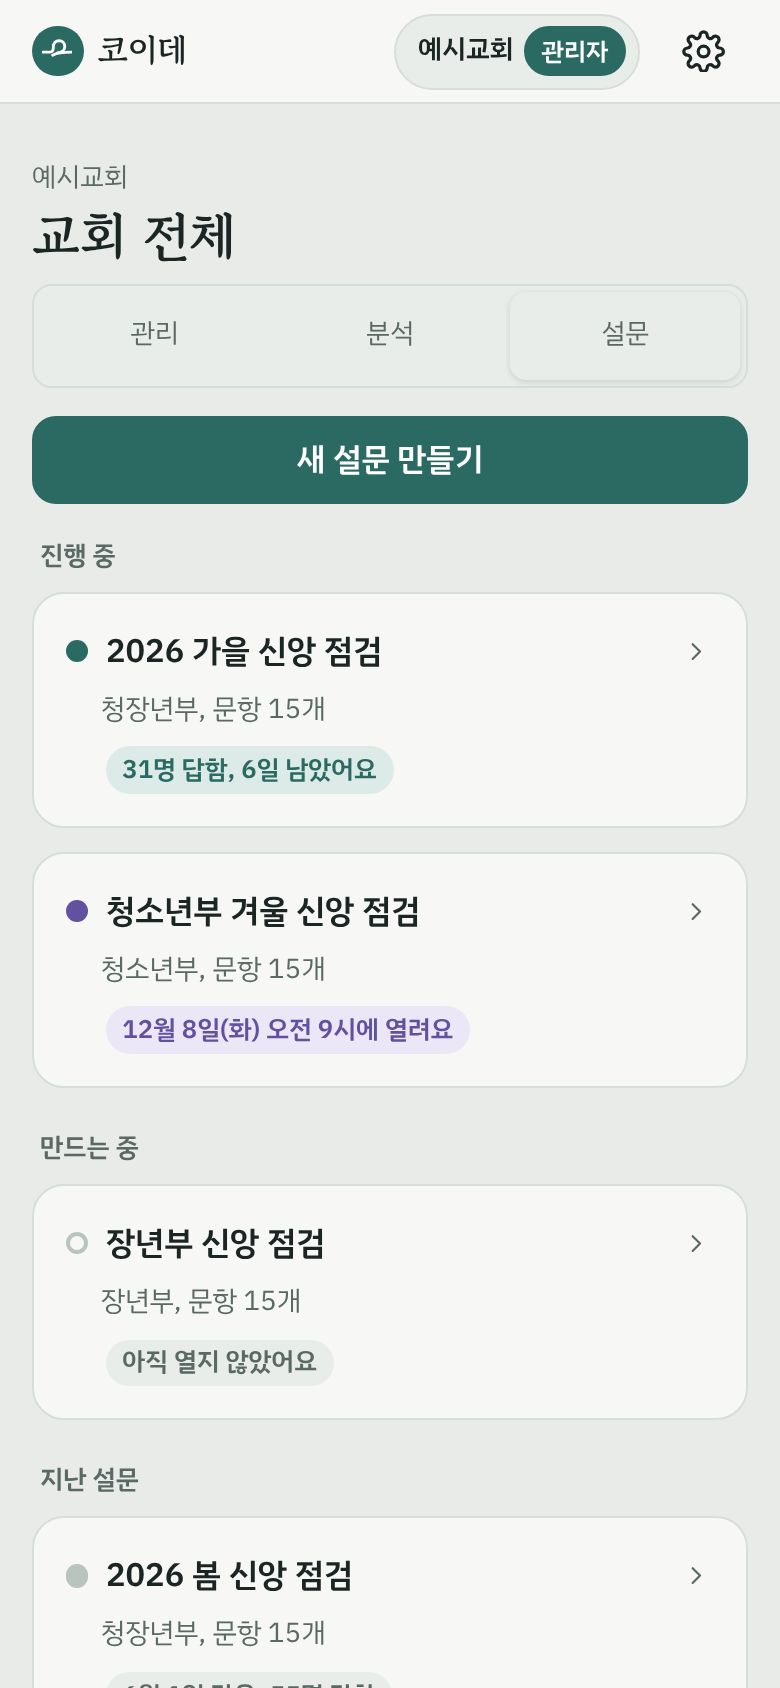 코이데
예시교회 관리자
예시교회
교회 전체
관리 분석 설문
새 설문 만들기
진행 중
2026 가을 신앙 점검
청장년부, 문항 15개
31명 답함, 6일 남았어요
청소년부 겨울 신앙 점검
청소년부, 문항 15개
12월 8일(화) 오전 9시에 열려요
만드는 중
장년부 신앙 점검
장년부, 문항 15개
아직 열지 않았어요
지난 설문
2026 봄 신앙 점검
청장년부, 문항 15개